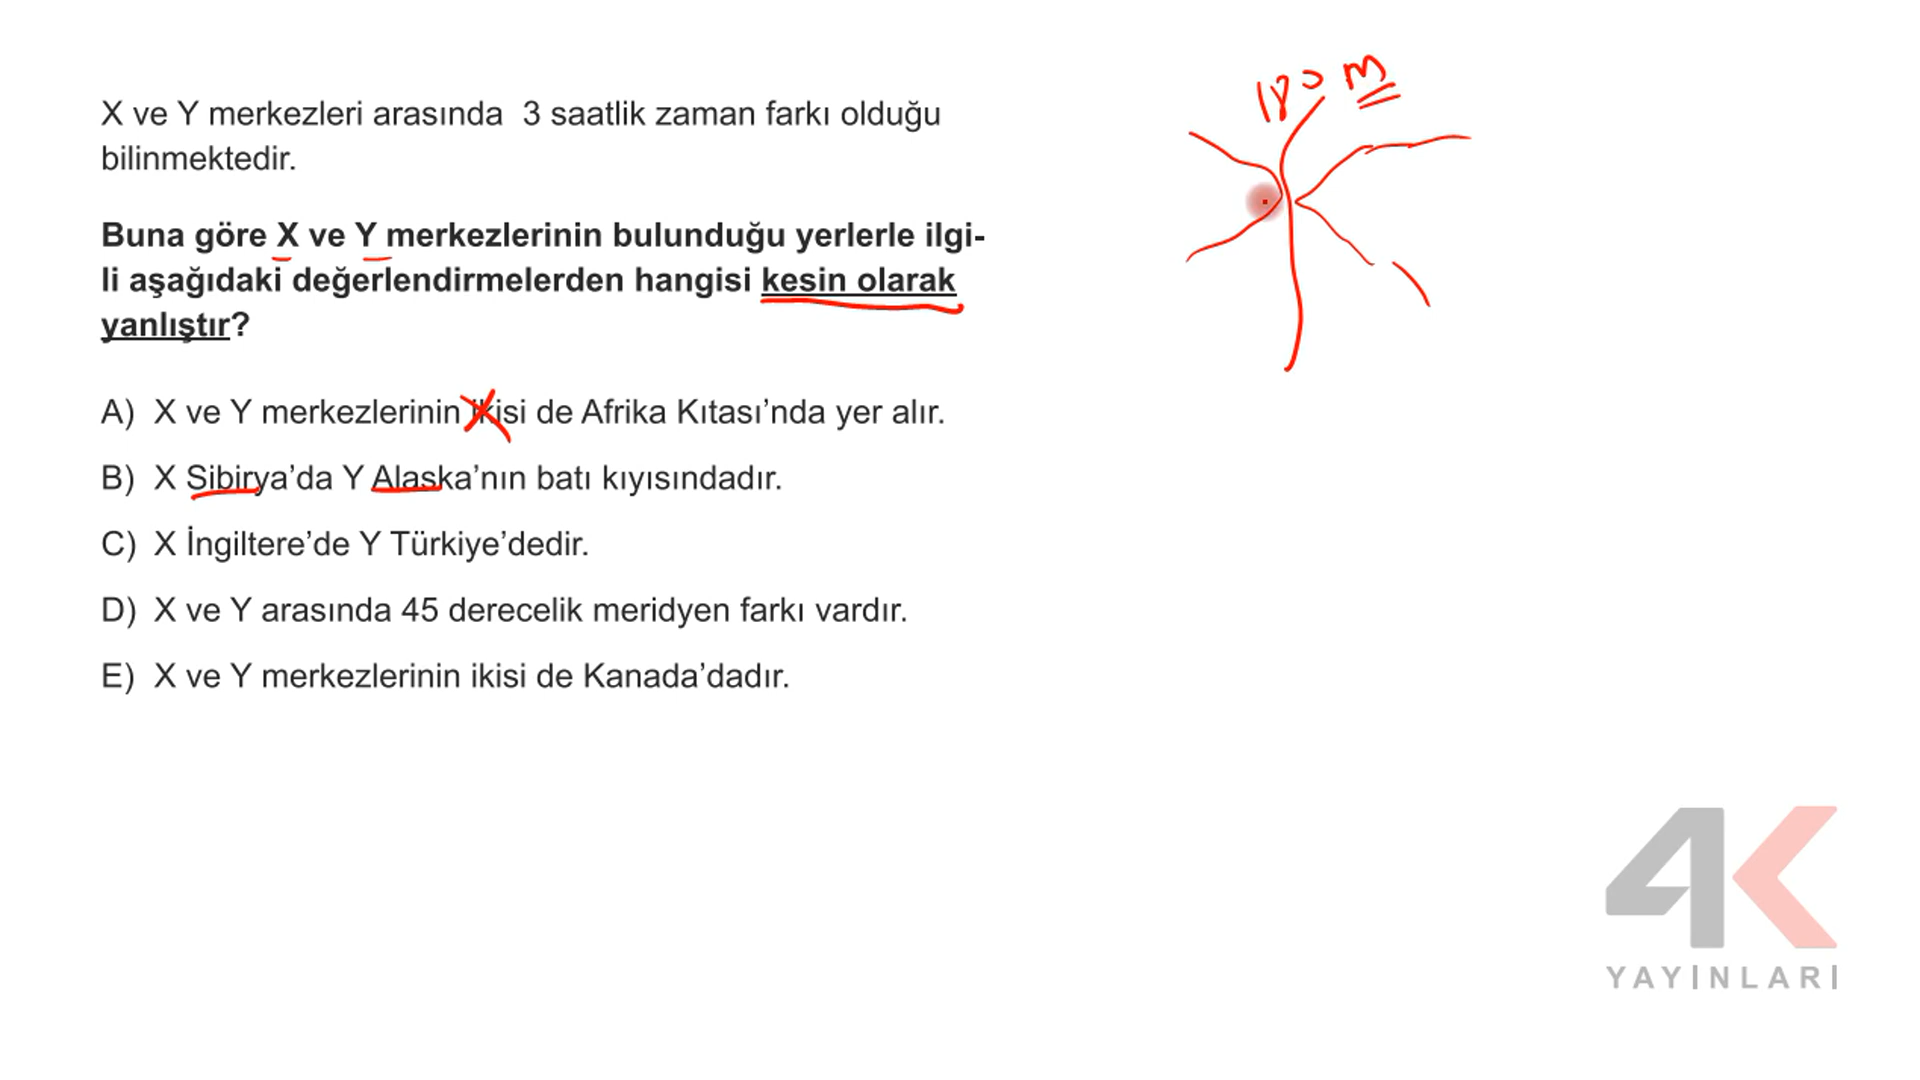 X ve Y merkezleri arasında 3 saatlik zaman farkı olduğu
bilinmektedir.
Buna göre X ve Y merkezlerinin bulunduğu yerlerle ilgi-
li aşağıdaki değerlendirmelerden hangisi kesin olarak
yanlıştır?
A) X ve Y merkezlerinin ikisi de Afrika Kıtası’nda yer alır.
B) X Sibirya’da Y Alaska’nın batı kıyısındadır.
C) X İngiltere’de Y Türkiye’dedir.
D) X ve Y arasında 45 derecelik meridyen farkı vardır.
E) X ve Y merkezlerinin ikisi de Kanada’dadır.
180 m
4K
YAYINLARI